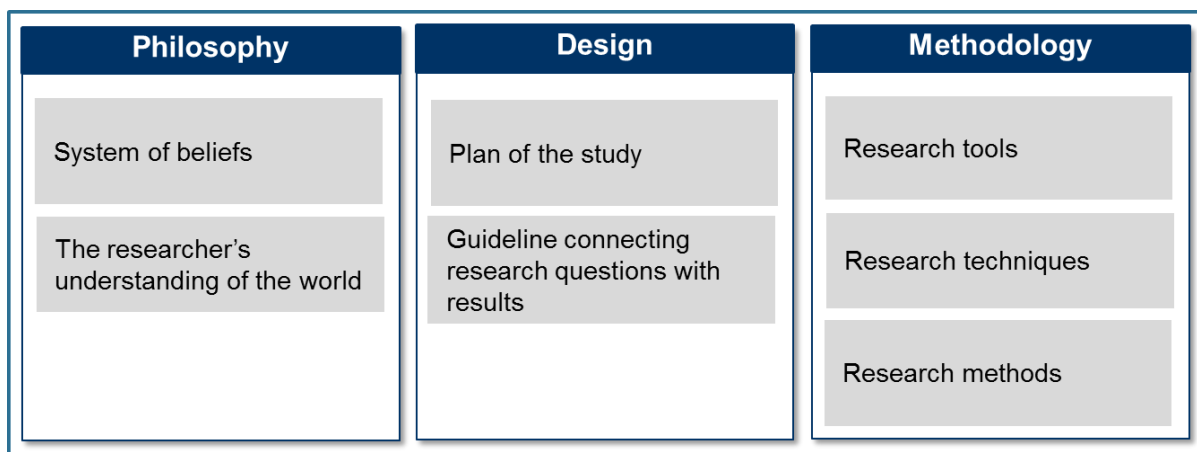 Philosophy
System of beliefs
The researcher’s
understanding of the world
Design
Plan of the study
Guideline connecting
research questions with
results
Methodology
Research tools
Research techniques
Research methods